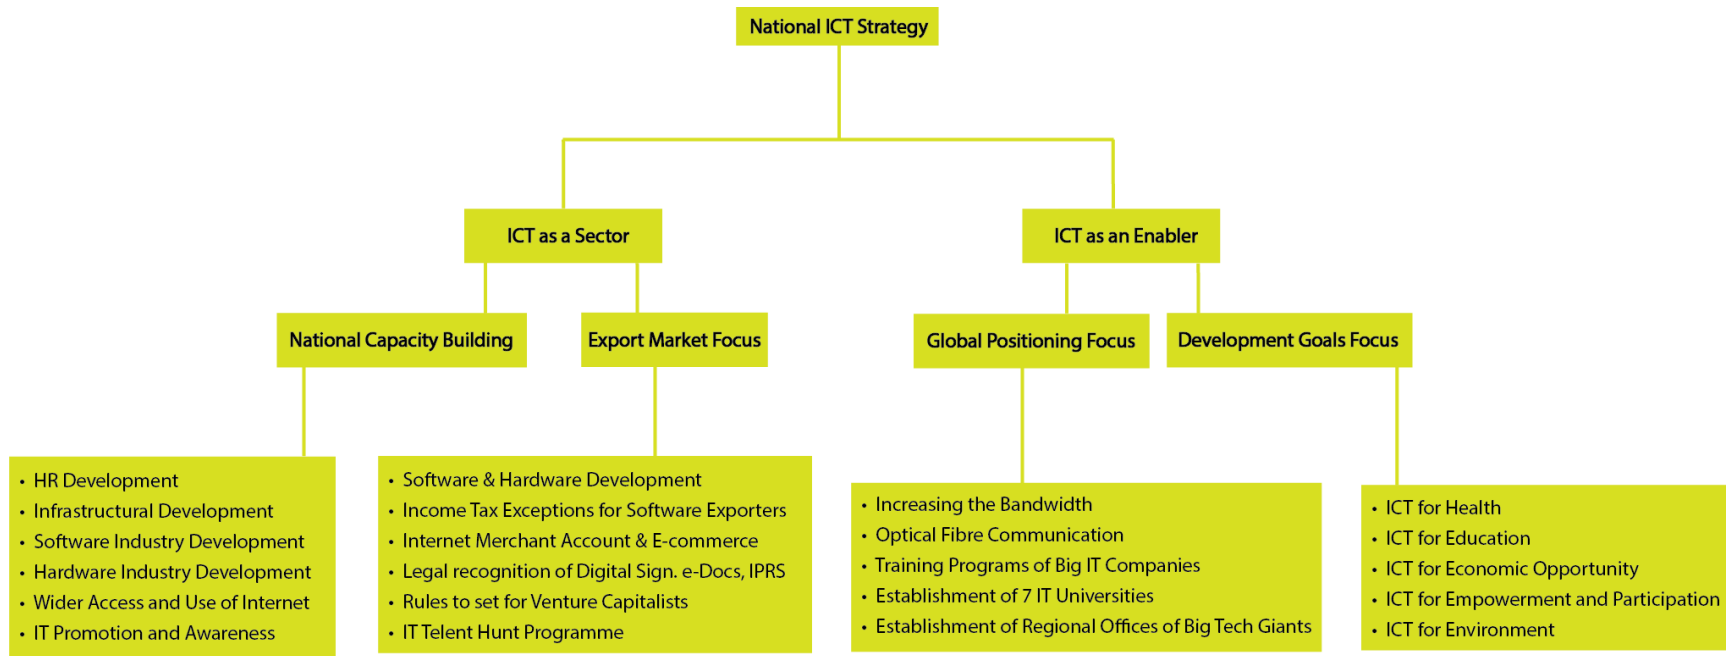 National ICT Strategy
ICT as a Sector
ICT as an Enabler
National Capacity Building
Export Market Focus
Global Positioning Focus
Development Goals Focus
• HR Development
• Infrastructural Development
• Software Industry Development
• Hardware Industry Development
• Wider Access and Use of Internet
• IT Promotion and Awareness
• Software & Hardware Development
• Income Tax Exceptions for Software Exporters
• Internet Merchant Account & E-commerce
• Legal recognition of Digital Sign. e-Docs, IPRS
• Rules to set for Venture Capitalists
• IT Telent Hunt Programme
• Increasing the Bandwidth
• Optical Fibre Communication
• Training Programs of Big IT Companies
• Establishment of 7 IT Universities
• Establishment of Regional Offices of Big Tech Giants
• ICT for Health
• ICT for Education
• ICT for Economic Opportunity
• ICT for Empowerment and Participation
• ICT for Environment